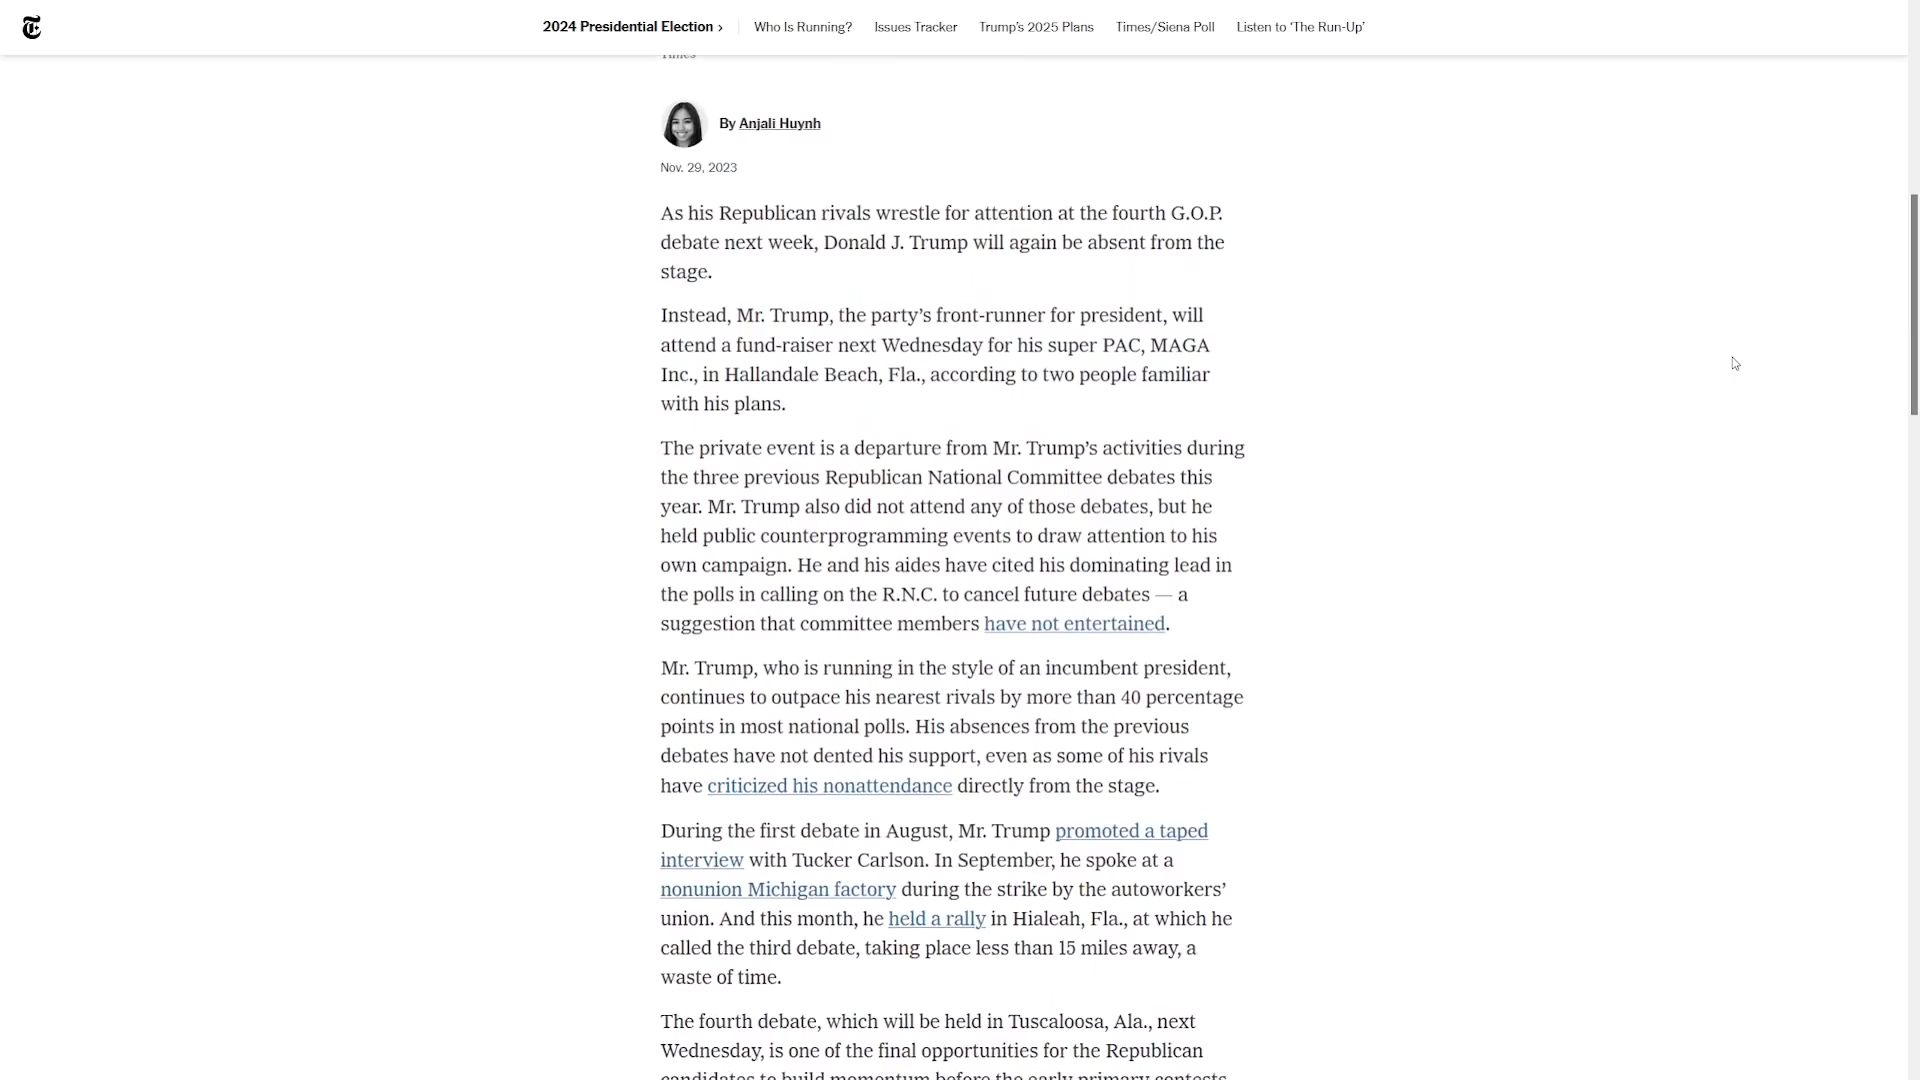 2024 Presidential Election ›
Who Is Running?
Issues Tracker
Trump’s 2025 Plans
Times/Siena Poll
Listen to ‘The Run-Up’
Times
By Anjali Huynh
Nov. 29, 2023
As his Republican rivals wrestle for attention at the fourth G.O.P.
debate next week, Donald J. Trump will again be absent from the
stage.
Instead, Mr. Trump, the party’s front-runner for president, will
attend a fund-raiser next Wednesday for his super PAC, MAGA
Inc., in Hallandale Beach, Fla., according to two people familiar
with his plans.
The private event is a departure from Mr. Trump’s activities during
the three previous Republican National Committee debates this
year. Mr. Trump also did not attend any of those debates, but he
held public counterprogramming events to draw attention to his
own campaign. He and his aides have cited his dominating lead in
the polls in calling on the R.N.C. to cancel future debates — a
suggestion that committee members have not entertained.
Mr. Trump, who is running in the style of an incumbent president,
continues to outpace his nearest rivals by more than 40 percentage
points in most national polls. His absences from the previous
debates have not dented his support, even as some of his rivals
have criticized his nonattendance directly from the stage.
During the first debate in August, Mr. Trump promoted a taped
interview with Tucker Carlson. In September, he spoke at a
nonunion Michigan factory during the strike by the autoworkers’
union. And this month, he held a rally in Hialeah, Fla., at which he
called the third debate, taking place less than 15 miles away, a
waste of time.
The fourth debate, which will be held in Tuscaloosa, Ala., next
Wednesday, is one of the final opportunities for the Republican
candidates to build momentum before the early primary contests